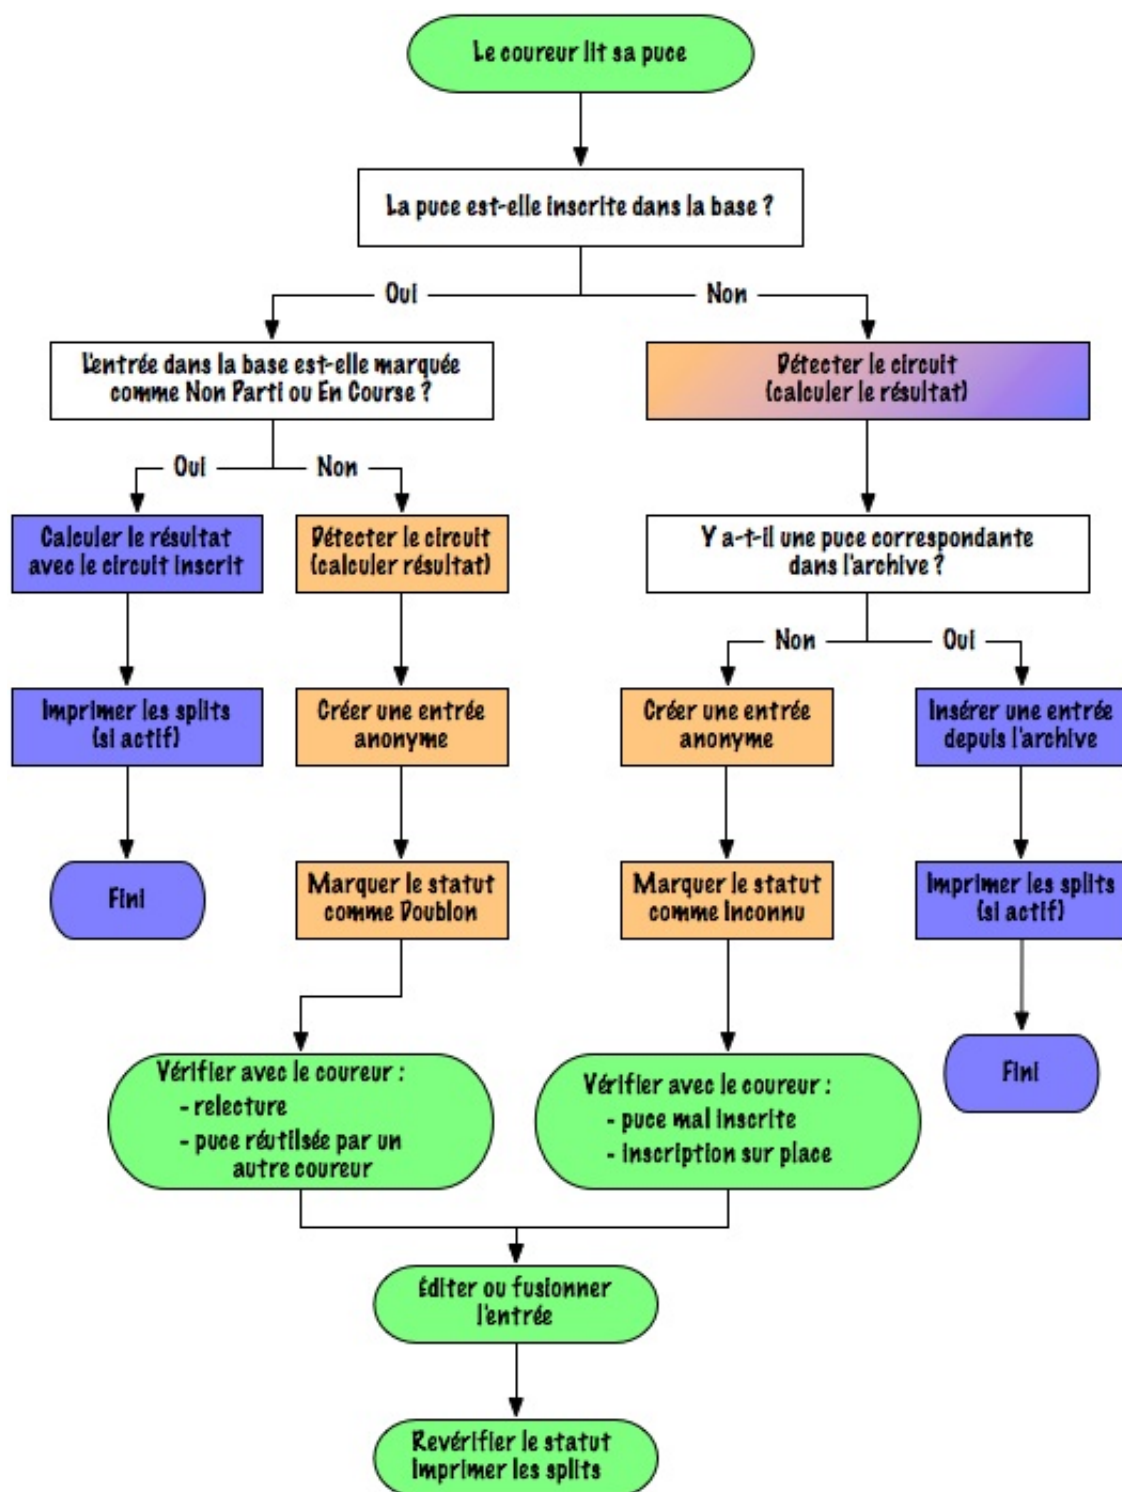 Le coureur lit sa puce
La puce est-elle inscrite dans la base ?
Oui
Non
L'entrée dans la base est-elle marquée
comme Non Parti ou En Course ?
Détecter le circuit
(calculer le résultat)
Oui
Non
Calculer le résultat
avec le circuit inscrit
Détecter le circuit
(calculer résultat)
Y a-t-il une puce correspondante
dans l'archive ?
Non
Oui
Imprimer les splits
(si actif)
Créer une entrée
anonyme
Créer une entrée
anonyme
Insérer une entrée
depuis l'archive
Fini
Marquer le statut
comme Doublon
Marquer le statut
comme Inconnu
Imprimer les splits
(si actif)
Vérifier avec le coureur :
- relecture
- puce réutilsée par un
autre coureur
Vérifier avec le coureur :
- puce mal inscrite
- inscription sur place
Fini
Éditer ou fusionner
l'entrée
Revérifier le statut
Imprimer les splits